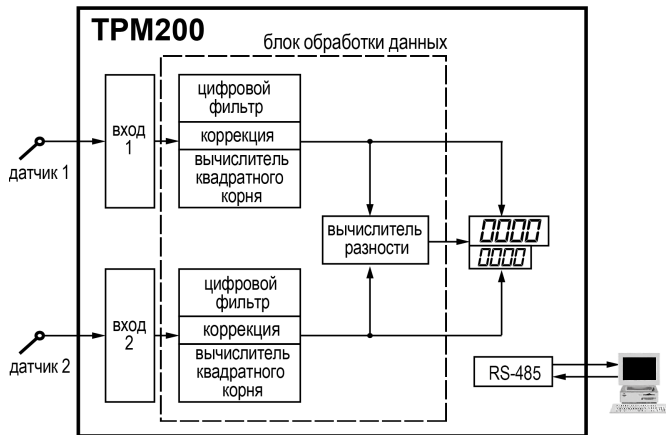 ТРМ200
блок обработки данных
датчик 1
вход
1
цифровой
фильтр
коррекция
вычислитель
квадратного
корня
вычислитель
разности
0000
0000
датчик 2
вход
2
цифровой
фильтр
коррекция
вычислитель
квадратного
корня
RS-485